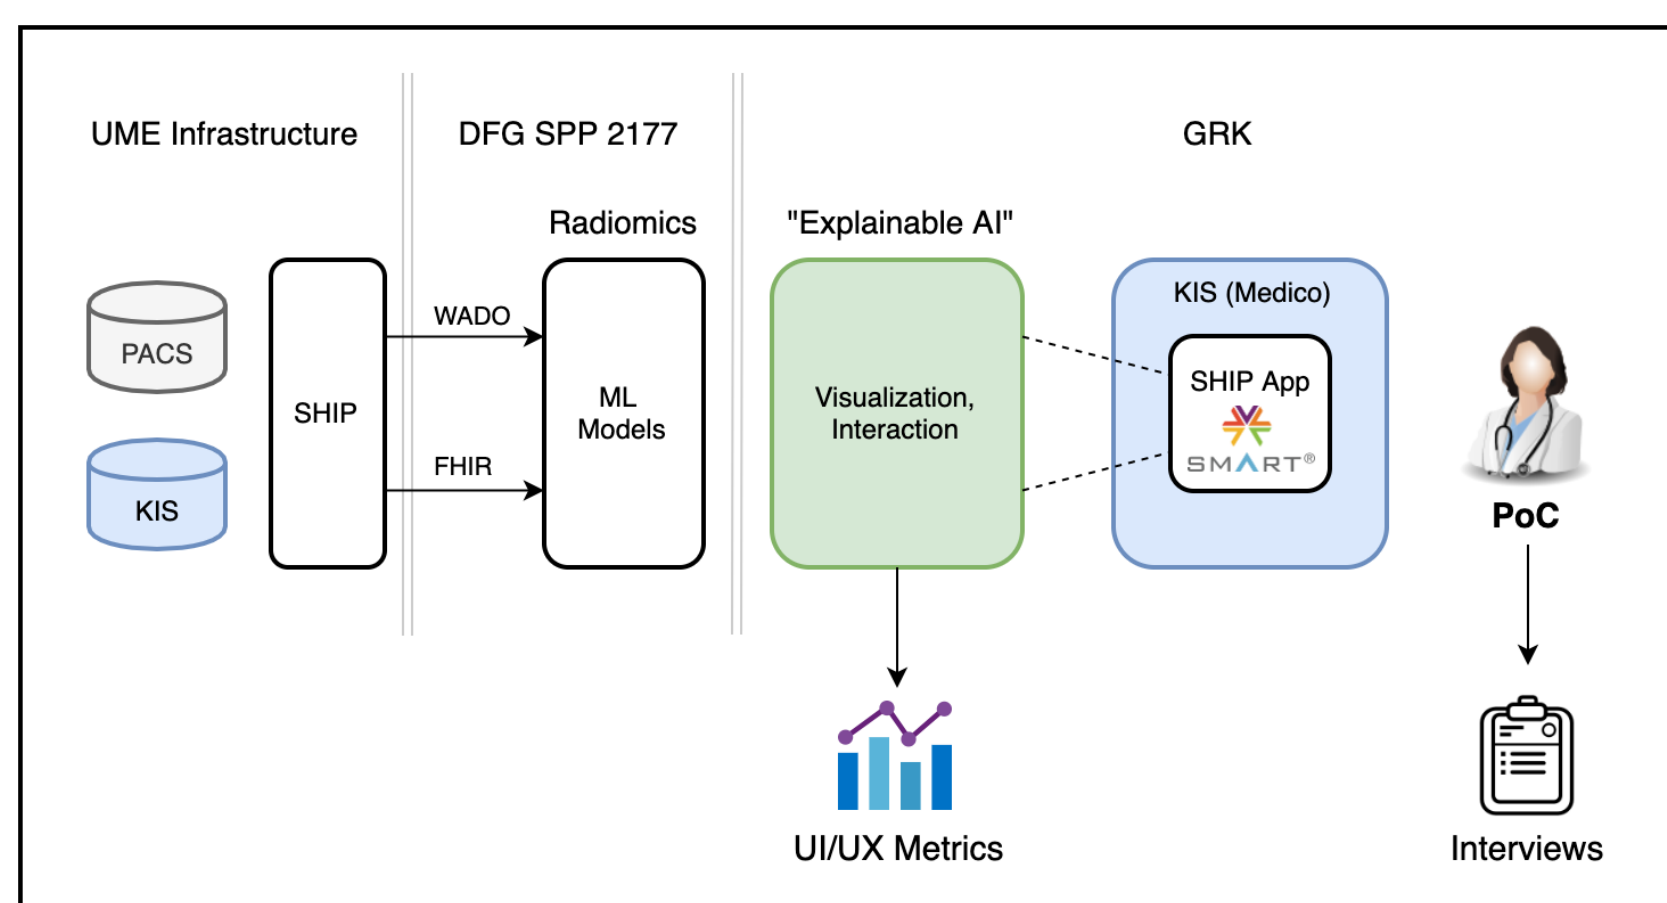 UME Infrastructure
DFG SPP 2177
GRK
Radiomics
"Explainable AI"
PACS
KIS
SHIP
WADO
FHIR
ML
Models
Visualization,
Interaction
KIS (Medico)
SHIP App
SMART®
PoC
UI/UX Metrics
Interviews